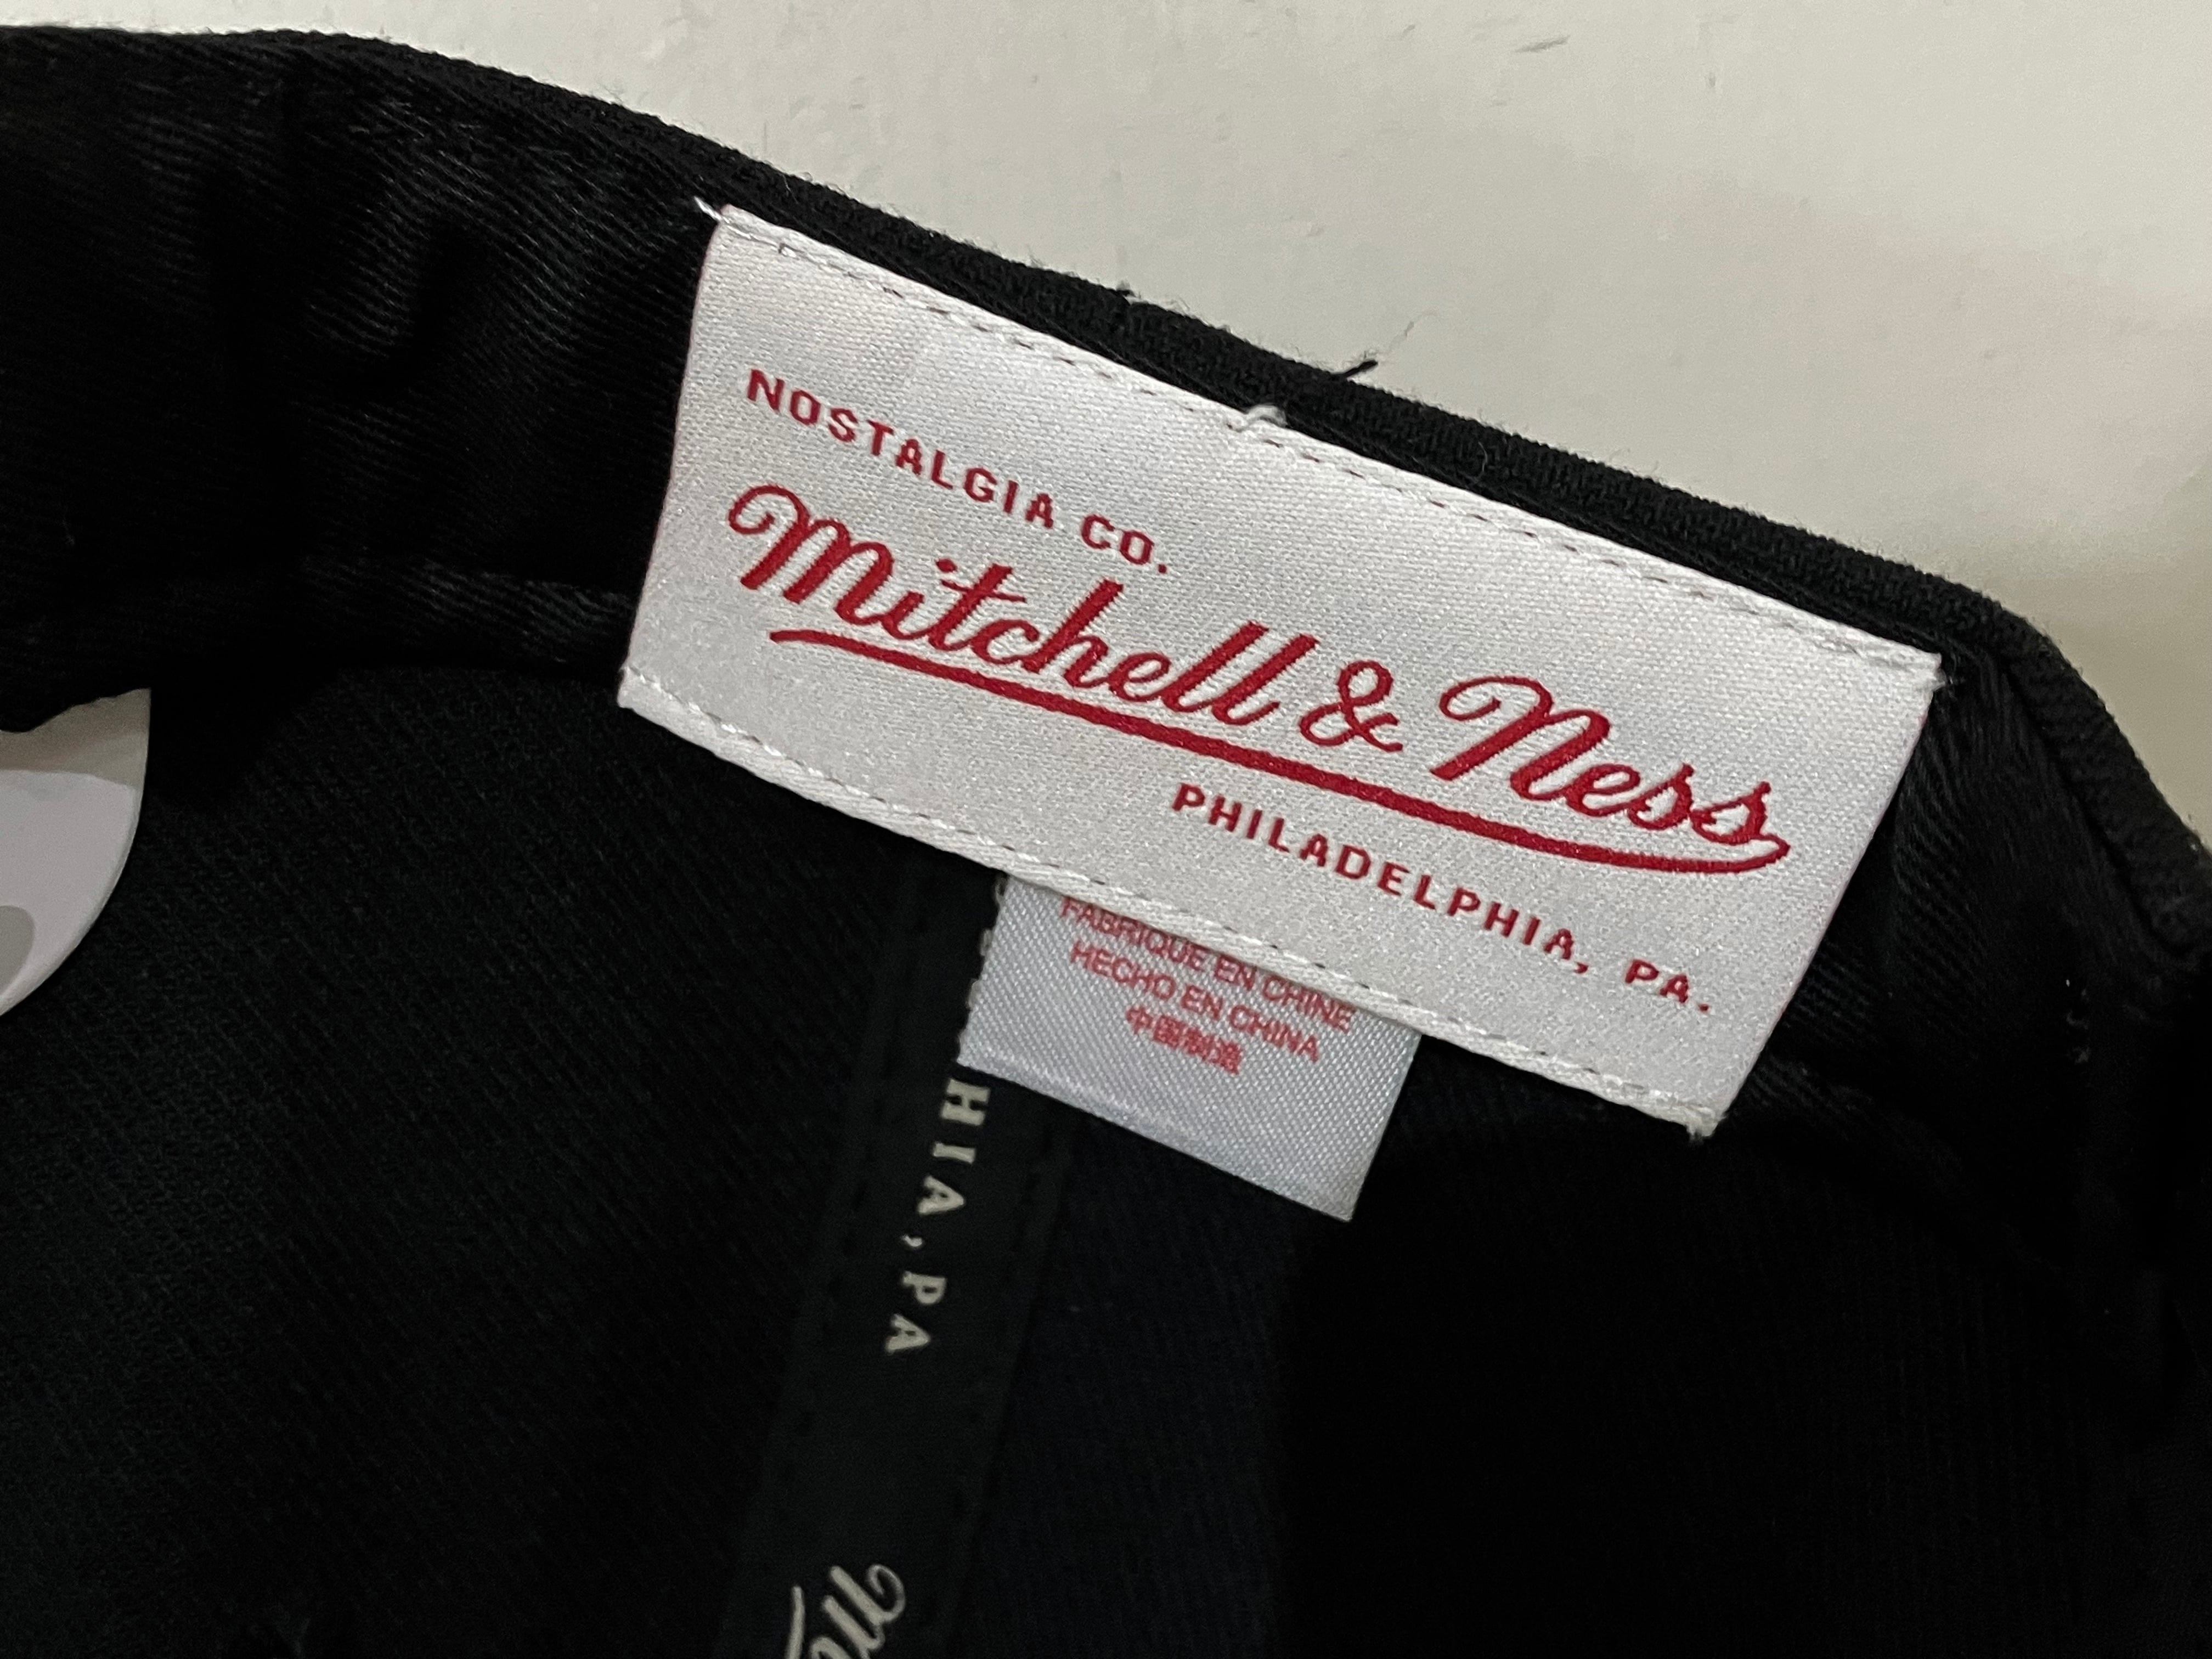 NOSTALGIA CO.
Mitchell & Ness
PHILADELPHIA, PA.
FABRIQUE EN CHINE
HECHO EN CHINA
中国制造
HIA, PA